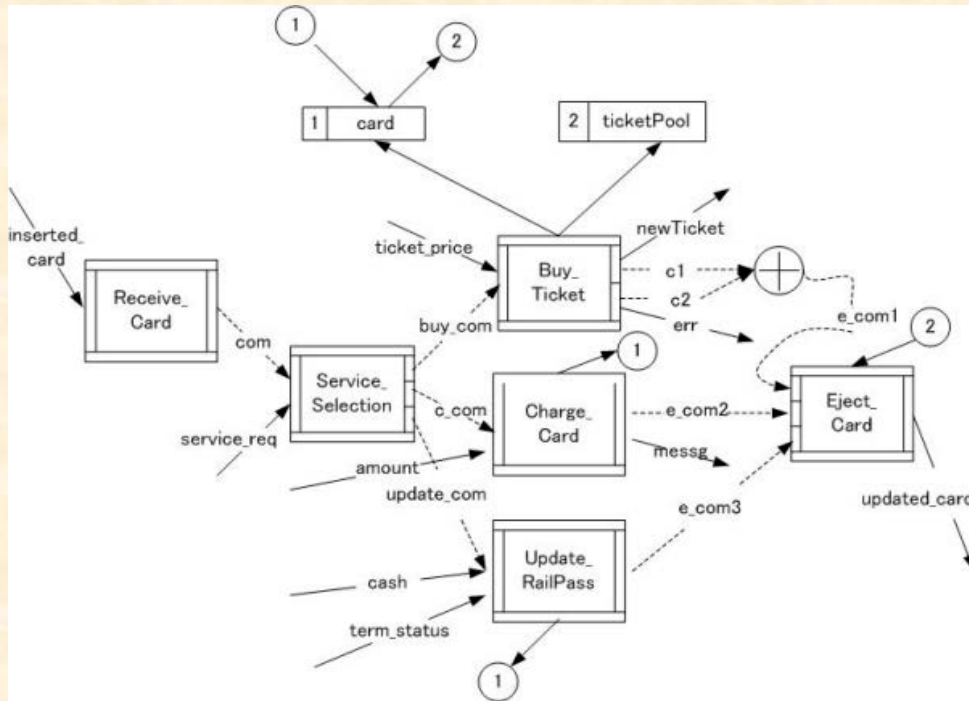 1
2
1 card
2 ticketPool
inserted_
card
ticket_price
newTicket
Receive_
Card
Buy_
Ticket
c1
c2
err
com
buy_com
e_com1
2
Service_
Selection
1
service_req
c_com
Charge_
Card
e_com2
Eject_
Card
amount
messg
update_com
e_com3
updated_card
cash
Update_
RailPass
term_status
1